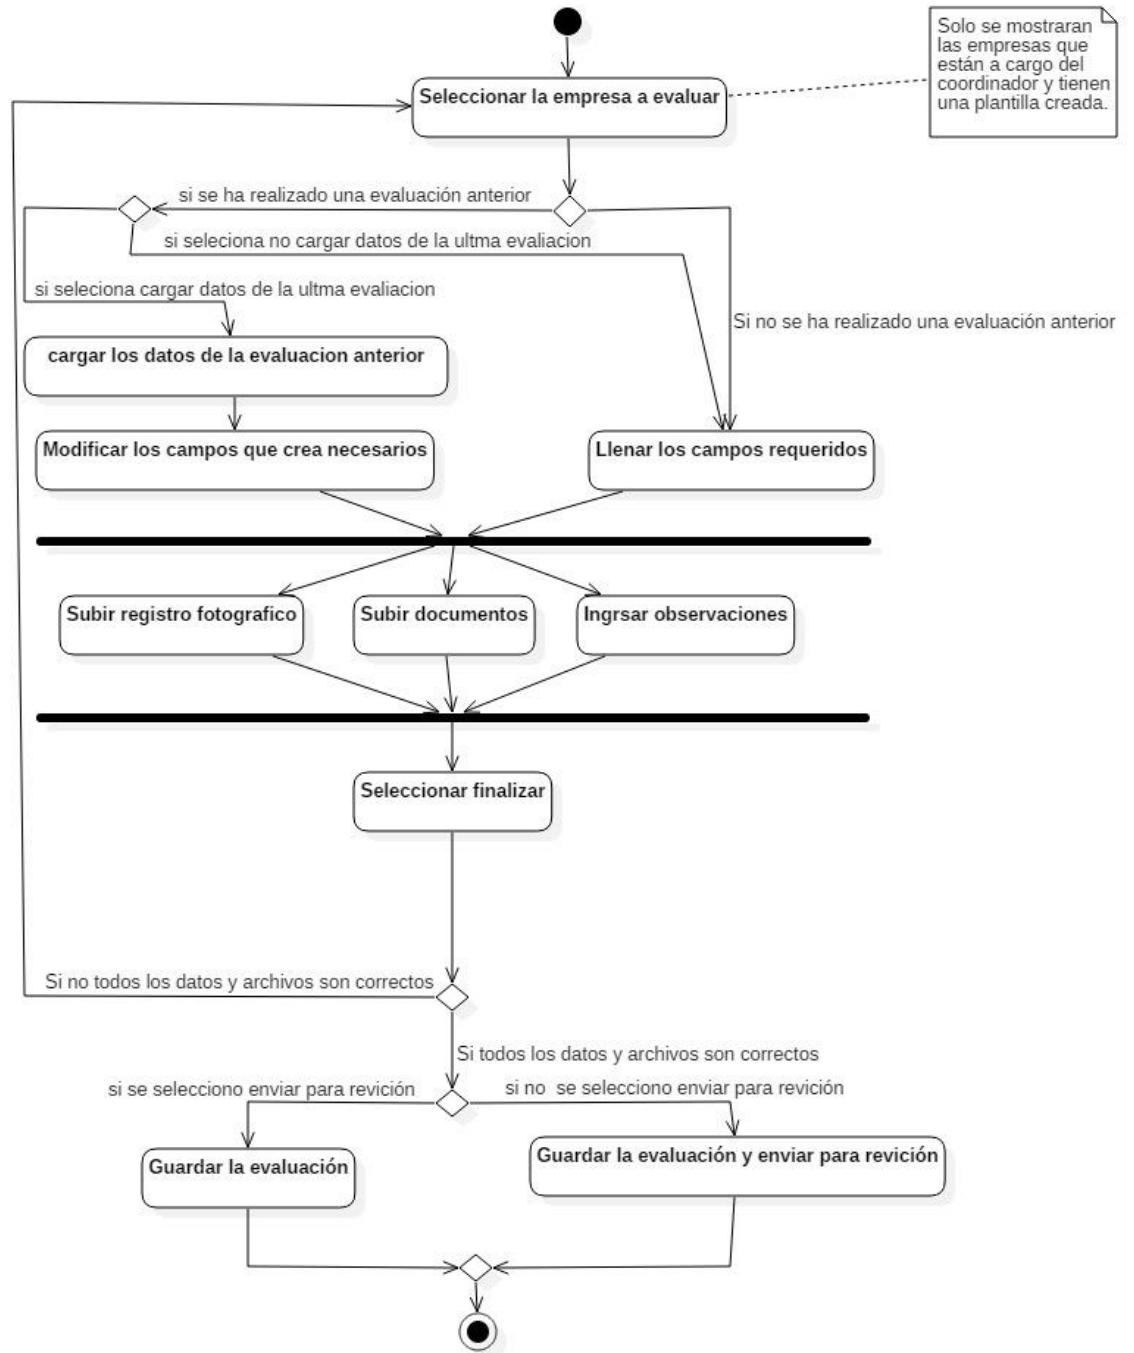 Solo se mostraran
las empresas que
están a cargo del
coordinador y tienen
una plantilla creada.
Seleccionar la empresa a evaluar
si se ha realizado una evaluación anterior
si seleciona no cargar datos de la ultma evaliacion
si seleciona cargar datos de la ultma evaliacion
Si no se ha realizado una evaluación anterior
cargar los datos de la evaluacion anterior
Modificar los campos que crea necesarios
Llenar los campos requeridos
Subir registro fotografico
Subir documentos
Ingrsar observaciones
Seleccionar finalizar
Si no todos los datos y archivos son correctos
Si todos los datos y archivos son correctos
si se selecciono enviar para revición
si no se selecciono enviar para revición
Guardar la evaluación
Guardar la evaluación y enviar para revición